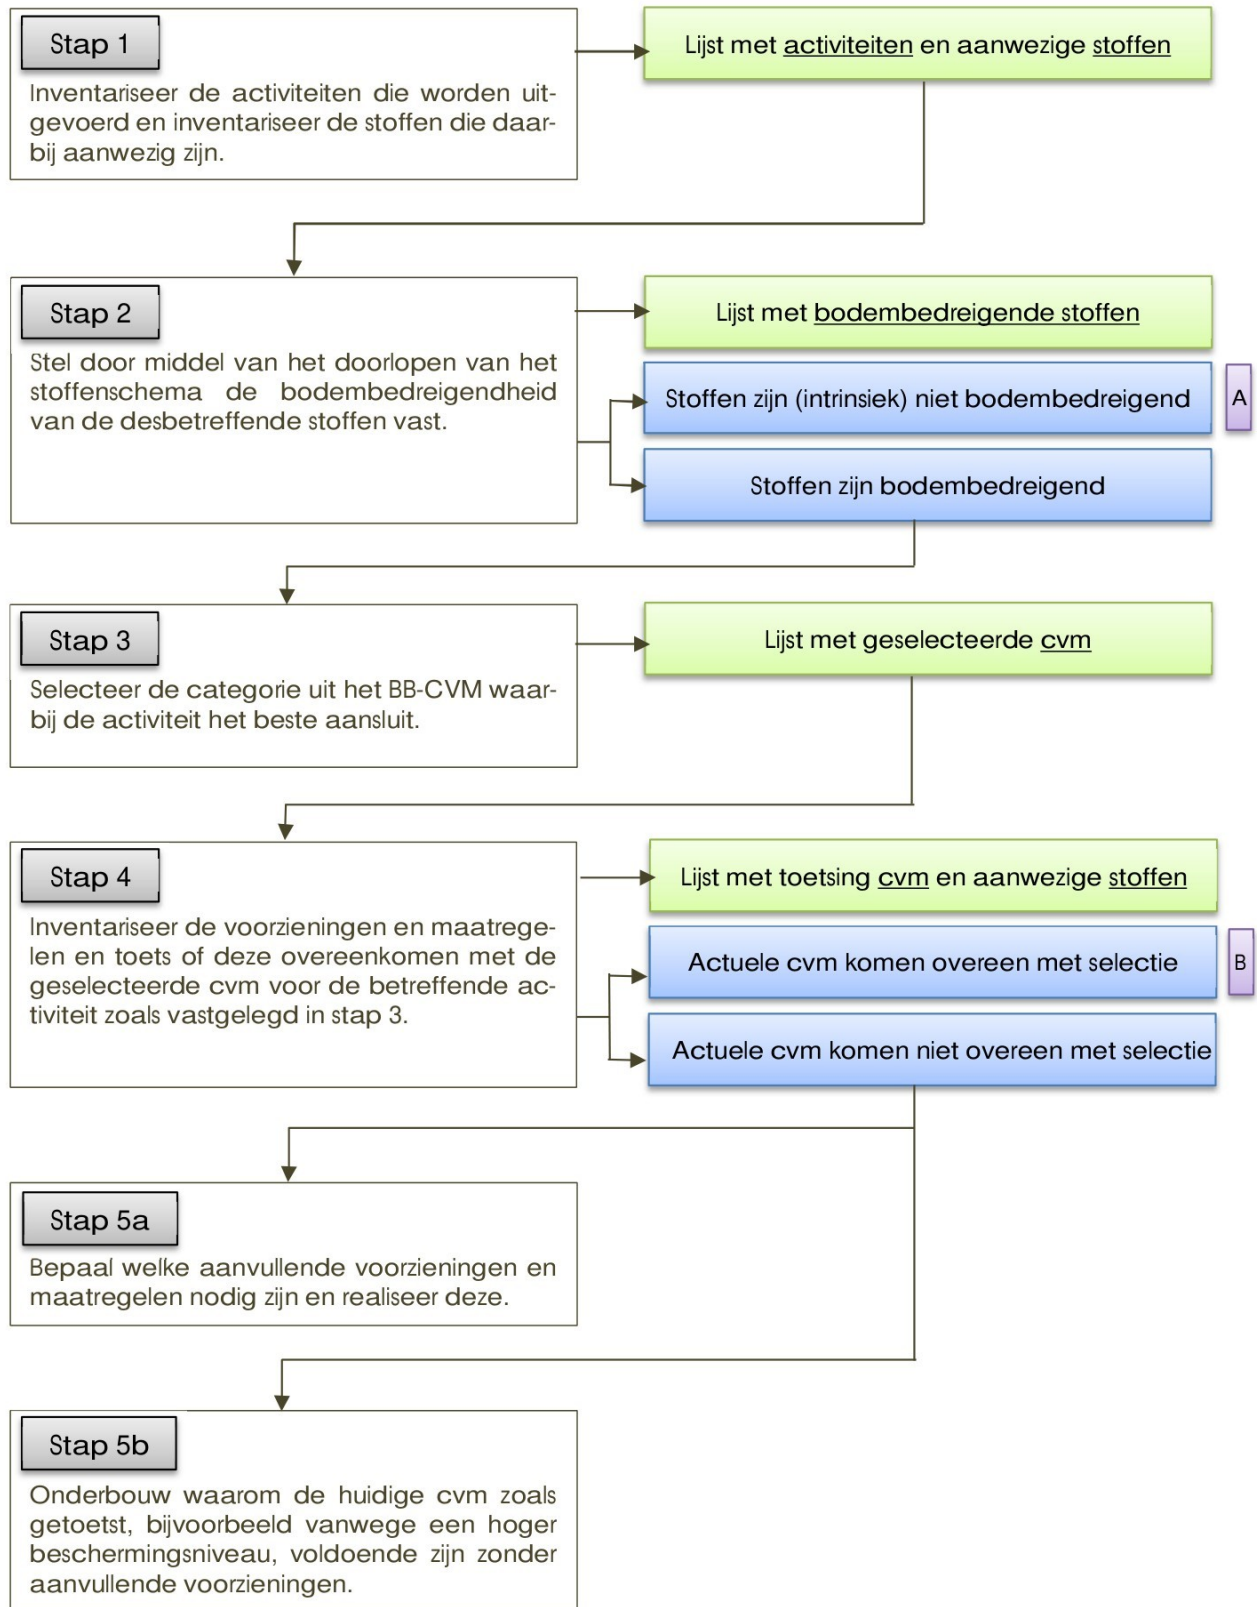 Stap 1
Lijst met activiteiten en aanwezige stoffen
Inventariseer de activiteiten die worden uit-
gevoerd en inventariseer de stoffen die daar-
bij aanwezig zijn.
Stap 2
Lijst met bodembedreigende stoffen
Stel door middel van het doorlopen van het
stoffenschema de bodembedreigendheid
van de desbetreffende stoffen vast.
Stoffen zijn (intrinsiek) niet bodembedreigend
A
Stoffen zijn bodembedreigend
Stap 3
Lijst met geselecteerde cvm
Selecteer de categorie uit het BB-CVM waar-
bij de activiteit het beste aansluit.
Stap 4
Lijst met toetsing cvm en aanwezige stoffen
Inventariseer de voorzieningen en maatrege-
len en toets of deze overeenkomen met de
geselecteerde cvm voor de betreffende ac-
tiviteit zoals vastgelegd in stap 3.
Actuele cvm komen overeen met selectie
B
Actuele cvm komen niet overeen met selectie
Stap 5a
Bepaal welke aanvullende voorzieningen en
maatregelen nodig zijn en realiseer deze.
Stap 5b
Onderbouw waarom de huidige cvm zoals
getoetst, bijvoorbeeld vanwege een hoger
beschermingsniveau, voldoende zijn zonder
aanvullende voorzieningen.